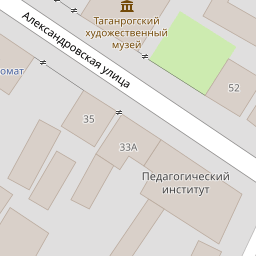 Таганрогский
художественный
музей
Александровская улица
52
омат
35
33А
Педагогический
институт